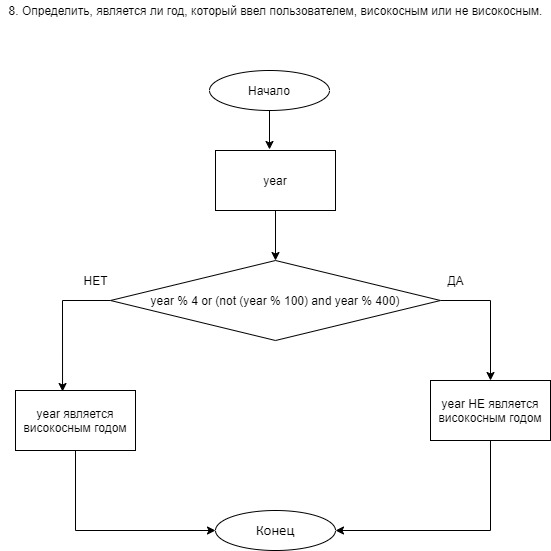 8. Определить, является ли год, который ввел пользователем, високосным или не високосным.
Начало
year
НЕТ
ДА
year % 4 or (not (year % 100) and year % 400)
year является
високосным годом
year НЕ является
високосным годом
Конец